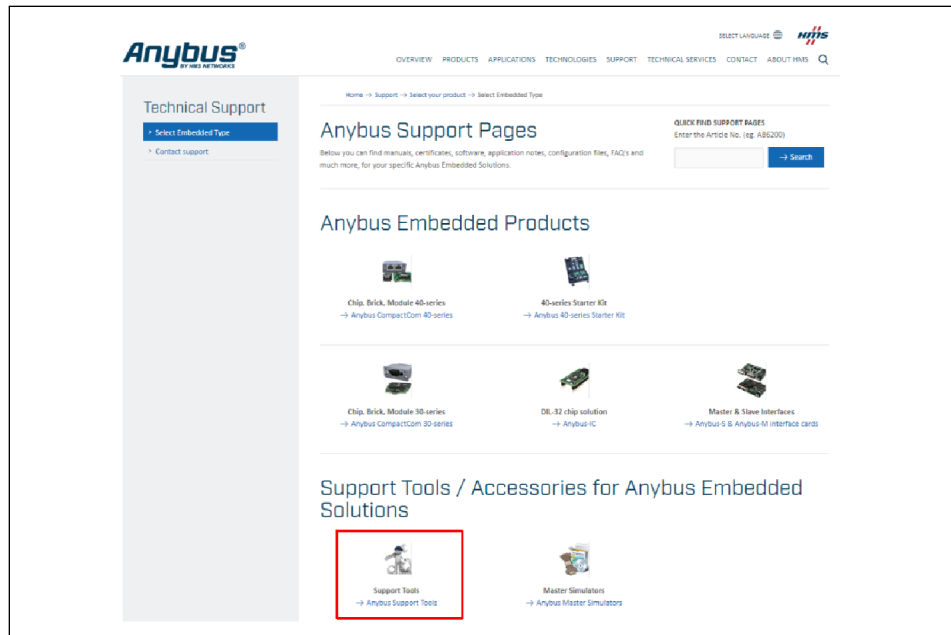 SELECT LANGUAGE
HMS
Anybus®
BY HMS NETWORKS
OVERVIEW PRODUCTS APPLICATIONS TECHNOLOGIES SUPPORT TECHNICAL SERVICES CONTACT ABOUT HMS
Technical Support
> Select Embedded Type
> Contact support
Home → Support → Select your product → Select Embedded Type
Anybus Support Pages
Below you can find manuals, certificates, software, application notes, configuration files, FAQ's and
much more, for your specific Anybus Embedded Solutions.
QUICK FIND SUPPORT PAGES
Enter the Article No. (eg. AB6200)
→ Search
Anybus Embedded Products
Chip, Brick, Module 40-series
→ Anybus CompactCom 40-series
40-series Starter Kit
→ Anybus 40-series Starter Kit
Chip, Brick, Module 30-series
→ Anybus CompactCom 30-series
DIL-32 chip solution
→ Anybus-IC
Master & Slave Interfaces
→ Anybus-S & Anybus-M interface cards
Support Tools / Accessories for Anybus Embedded
Solutions
Support Tools
→ Anybus Support Tools
Master Simulators
→ Anybus Master Simulators